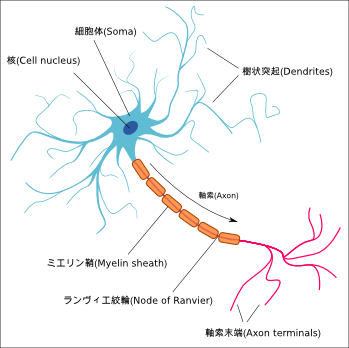 細胞体(Soma)
核(Cell nucleus)
樹状突起(Dendrites)
軸索(Axon)
ミエリン鞘(Myelin sheath)
ランヴィエ絞輪(Node of Ranvier)
軸索末端(Axon terminals)